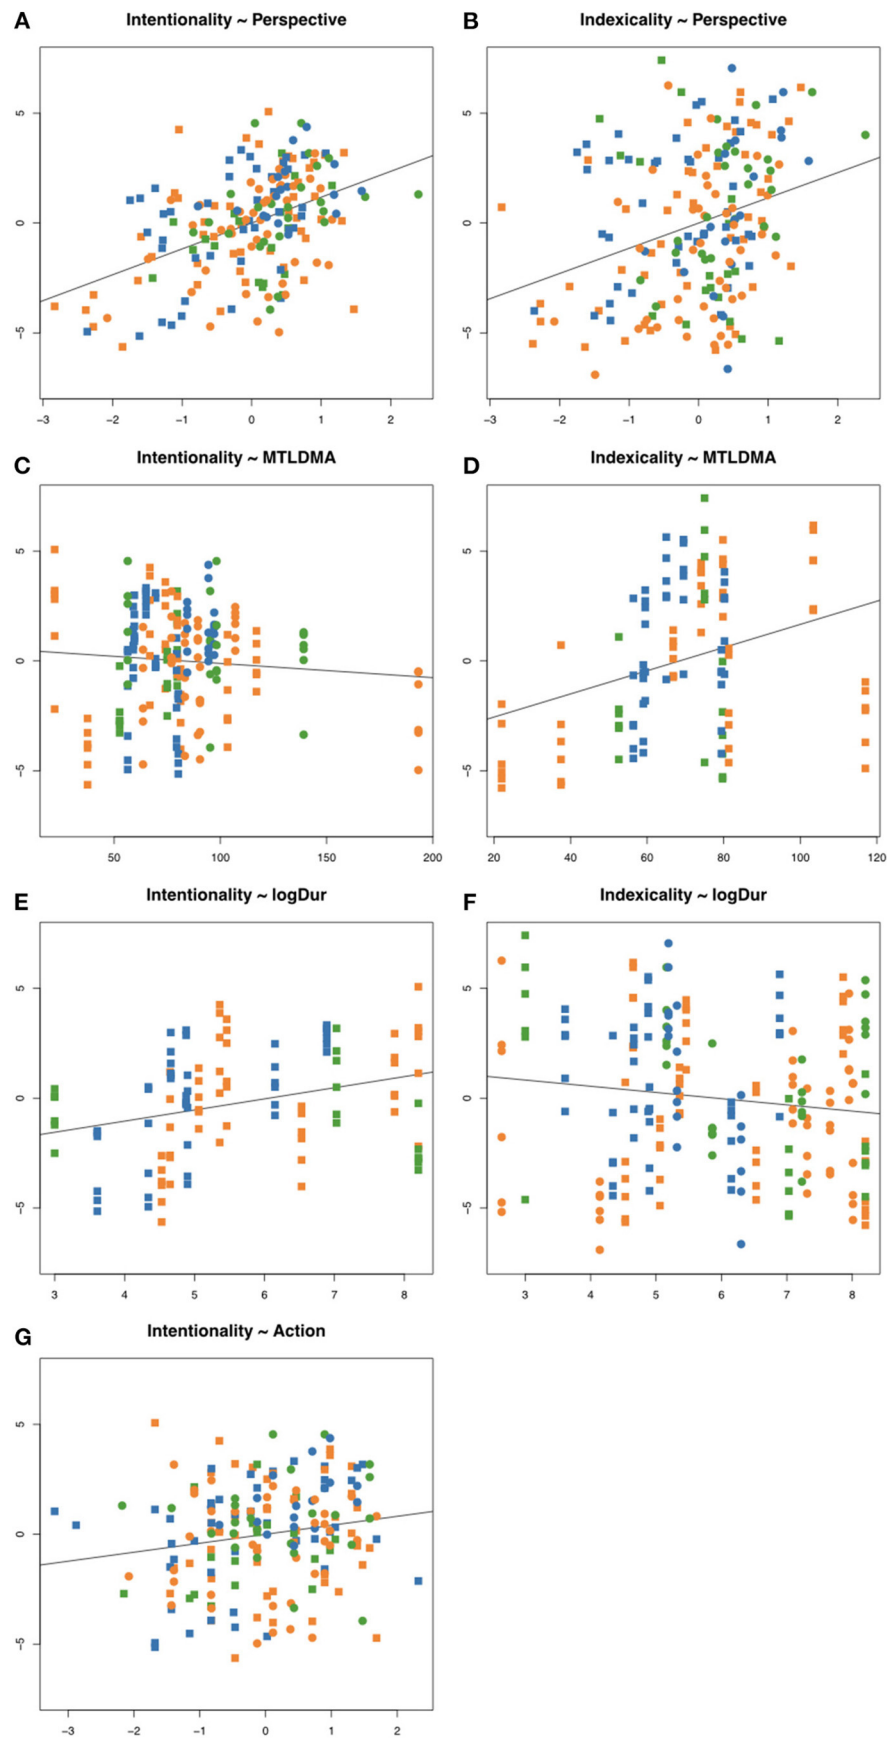 A Intentionality ~ Perspective
5
0
−5
−3 −2 −1 0 1 2
B Indexicality ~ Perspective
5
0
−5
−3 −2 −1 0 1 2
C Intentionality ~ MTLDMA
5
0
−5
50 100 150 200
D Indexicality ~ MTLDMA
5
0
−5
20 40 60 80 100 120
E Intentionality ~ logDur
5
0
−5
3 4 5 6 7 8
F Indexicality ~ logDur
5
0
−5
3 4 5 6 7 8
G Intentionality ~ Action
5
0
−5
−3 −2 −1 0 1 2